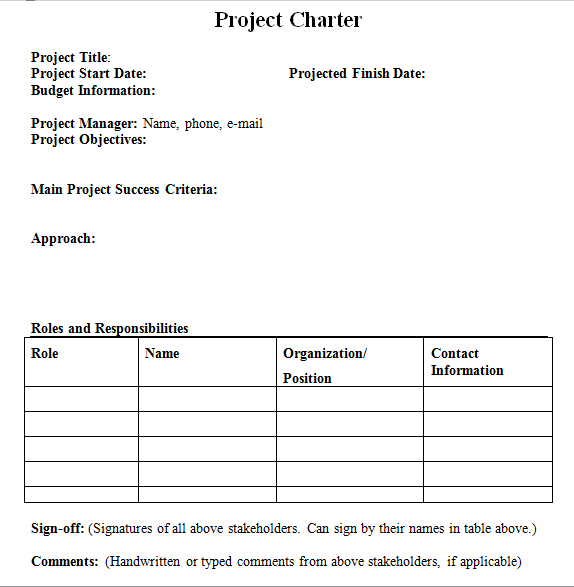 Project Charter
Project Title:
Project Start Date: Projected Finish Date:
Budget Information:
Project Manager: Name, phone, e-mail
Project Objectives:
Main Project Success Criteria:
Approach:
Roles and Responsibilities
Role Name Organization/ Contact
Position Information
Sign-off: (Signatures of all above stakeholders. Can sign by their names in table above.)
Comments: (Handwritten or typed comments from above stakeholders, if applicable)